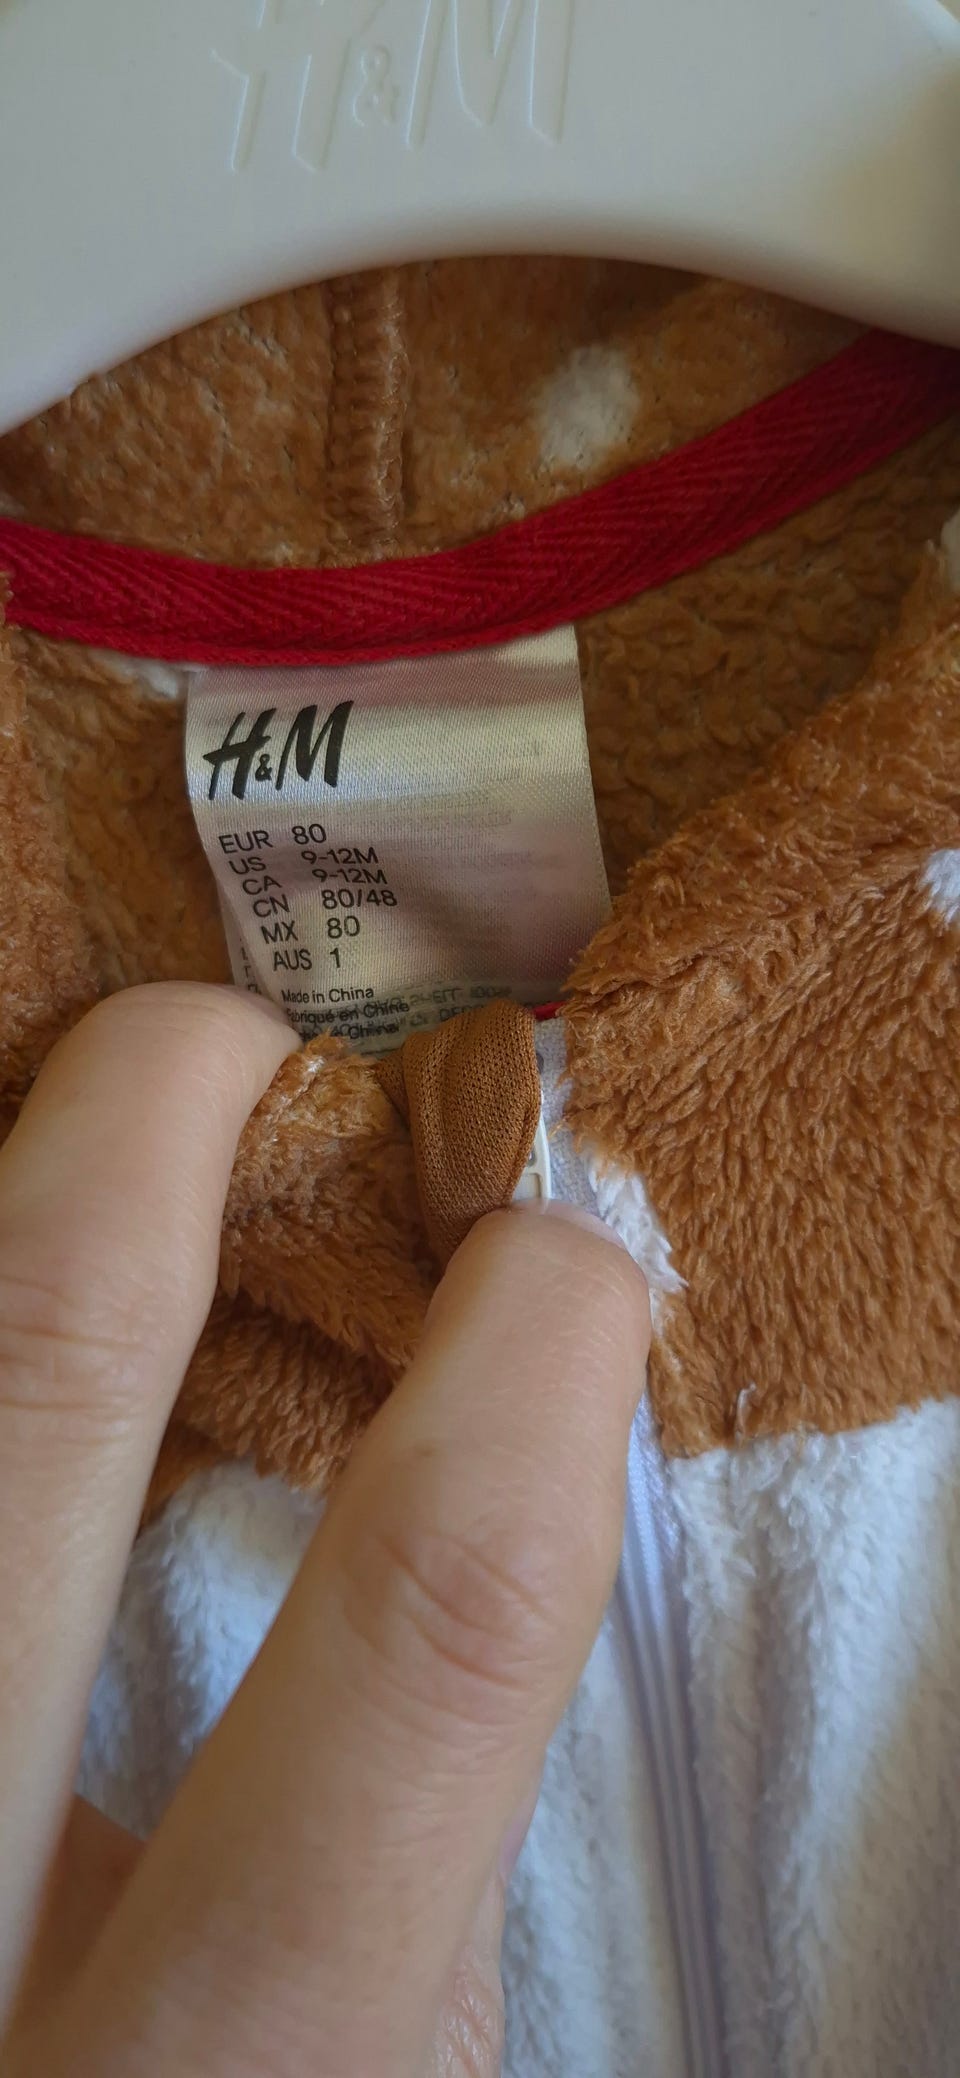 H&M
H&M
EUR 80
US 9-12M
CA 9-12M
CN 80/48
MX 80
AUS 1
Made in China
Fabriqué en Chine
China